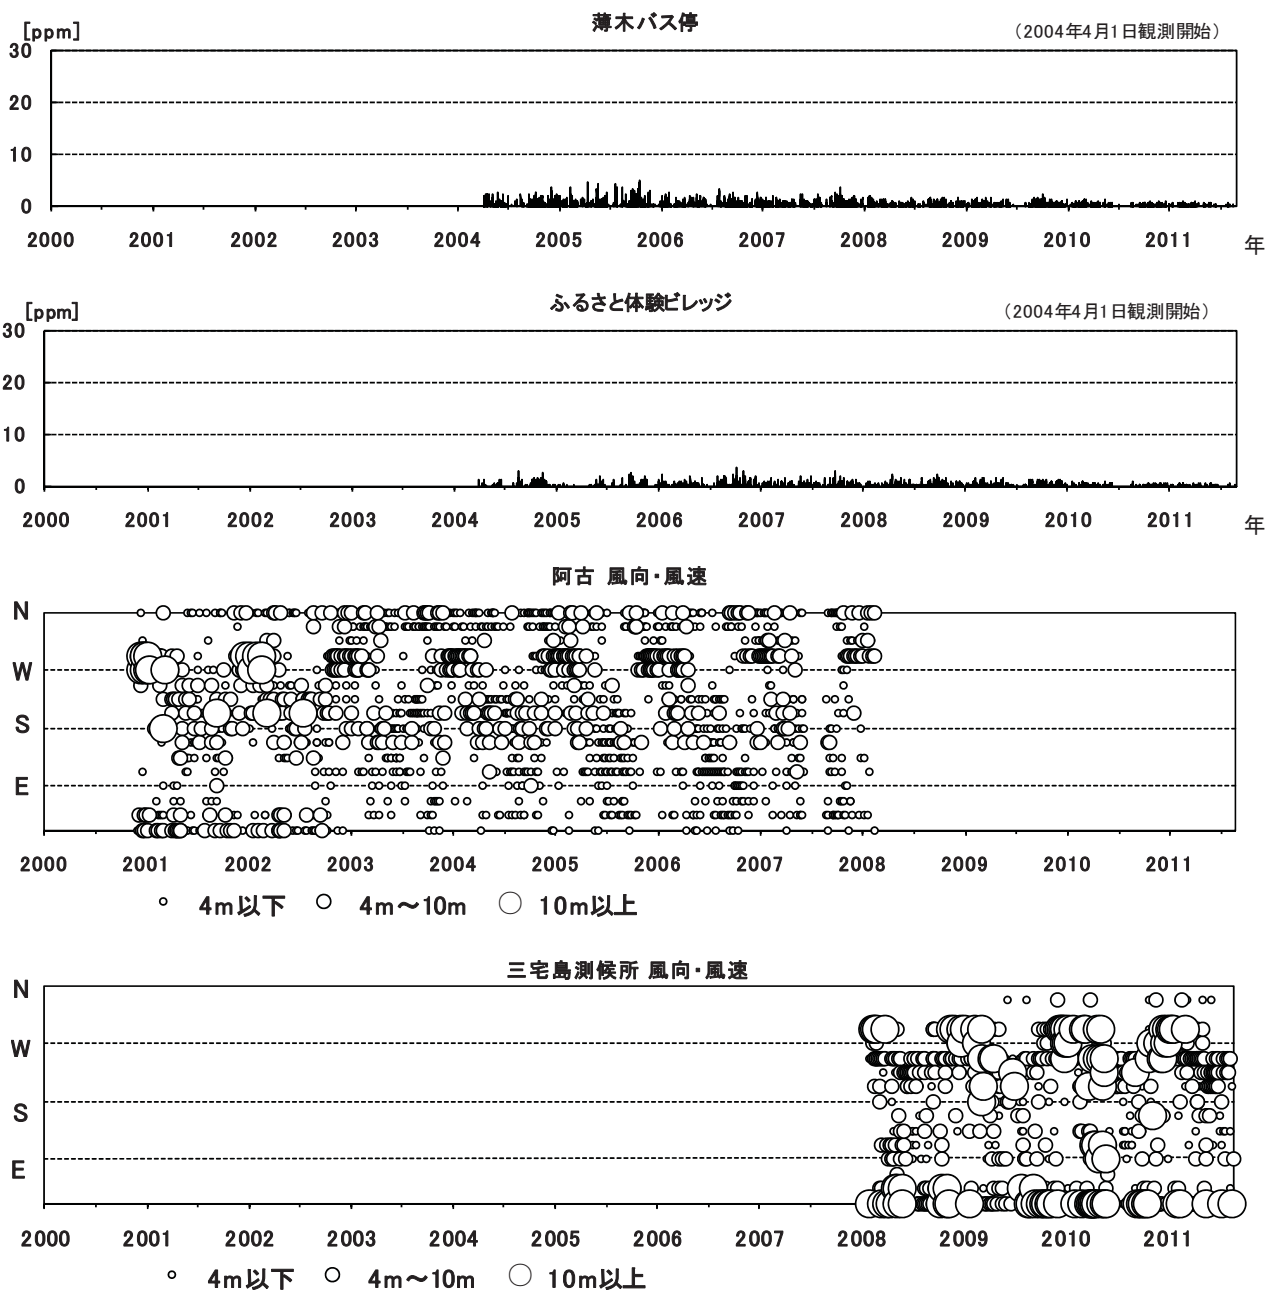 薄木バス停
[ppm]
（2004年4月1日観測開始）
30
20
10
0
2000 2001 2002 2003 2004 2005 2006 2007 2008 2009 2010 2011 年
ふるさと体験ビレッジ
[ppm]
（2004年4月1日観測開始）
30
20
10
0
2000 2001 2002 2003 2004 2005 2006 2007 2008 2009 2010 2011 年
阿古 風向・風速
N
W
S
E
2000 2001 2002 2003 2004 2005 2006 2007 2008 2009 2010 2011
4m以下 4m～10m 10m以上
三宅島測候所 風向・風速
N
W
S
E
2000 2001 2002 2003 2004 2005 2006 2007 2008 2009 2010 2011
4m以下 4m～10m 10m以上